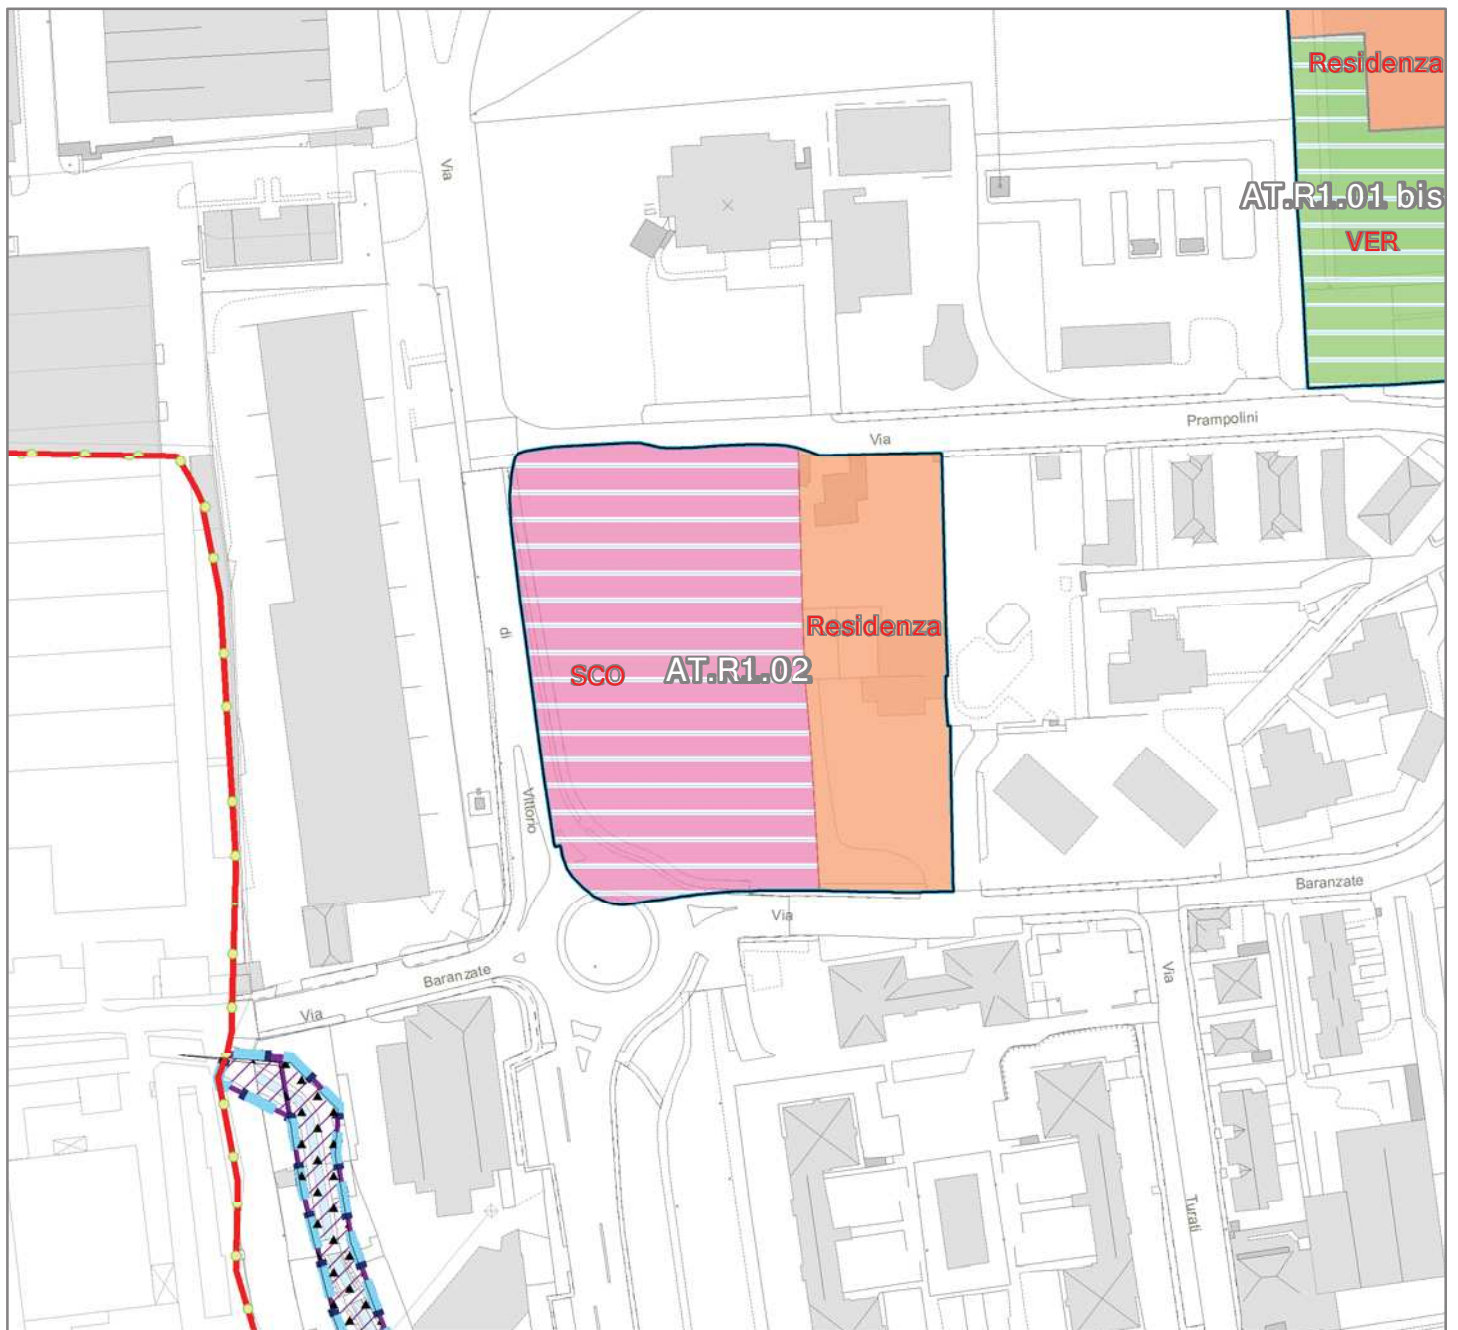 Residenza
Via
AT.R1.01 bis
VER
Prampolini
Via
Residenza
di
SCO
AT.R1.02
Vittorio
Baranzate
Via
Baranzate
Via
Via
Turati